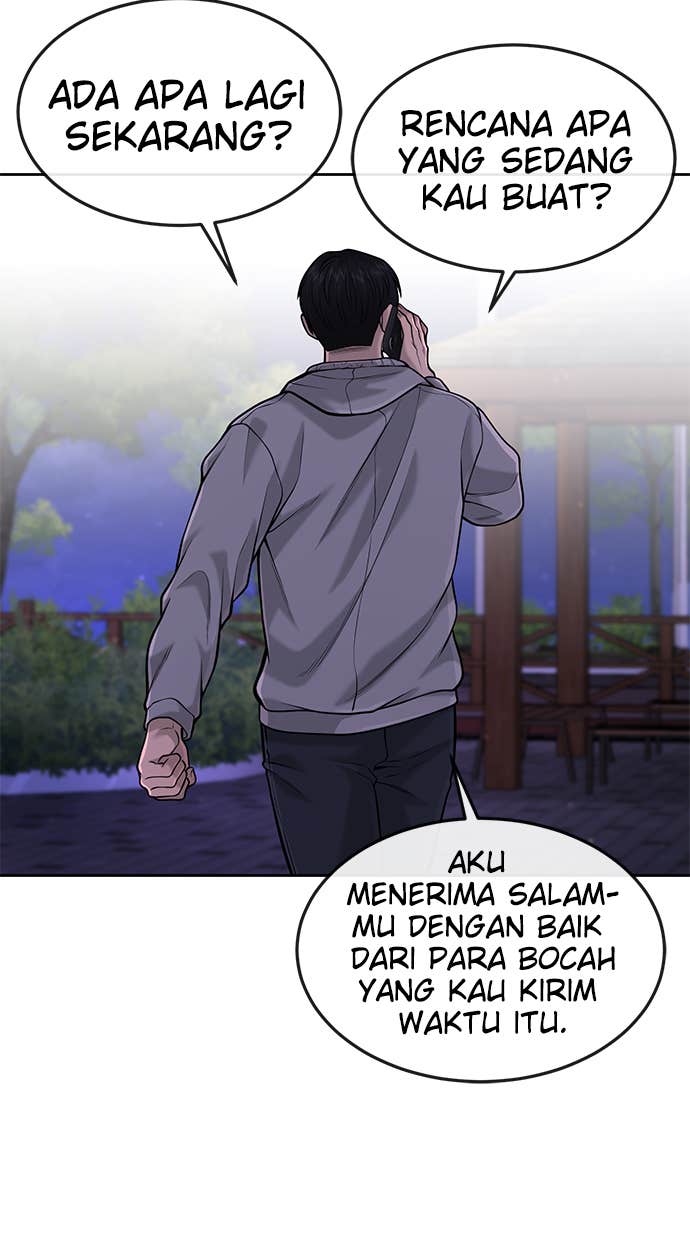 ADA APA LAGI
SEKARANG?
RENCANA APA
YANG SEDANG
KAU BUAT?
AKU
MENERIMA SALAM-
MU DENGAN BAIK
DARI PARA BOCAH
YANG KAU KIRIM
WAKTU ITU.